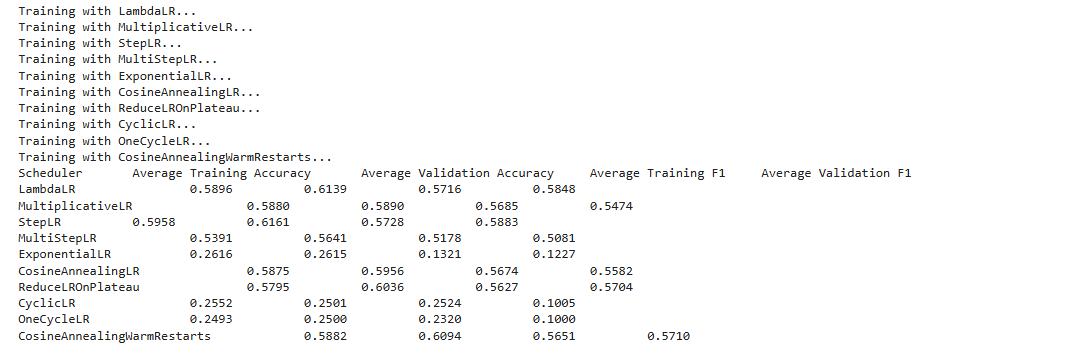 Training with LambdaLR...
Training with MultiplicativeLR...
Training with StepLR...
Training with MultiStepLR...
Training with ExponentialLR...
Training with CosineAnnealingLR...
Training with ReduceLROnPlateau...
Training with CyclicLR...
Training with OneCycleLR...
Training with CosineAnnealingWarmRestarts...
Scheduler Average Training Accuracy Average Validation Accuracy Average Training F1 Average Validation F1
LambdaLR 0.5896 0.6139 0.5716 0.5848
MultiplicativeLR 0.5880 0.5890 0.5685 0.5474
StepLR 0.5958 0.6161 0.5728 0.5883
MultiStepLR 0.5391 0.5641 0.5178 0.5081
ExponentialLR 0.2616 0.2615 0.1321 0.1227
CosineAnnealingLR 0.5875 0.5956 0.5674 0.5582
ReduceLROnPlateau 0.5795 0.6036 0.5627 0.5704
CyclicLR 0.2552 0.2501 0.2524 0.1005
OneCycleLR 0.2493 0.2500 0.2320 0.1000
CosineAnnealingWarmRestarts 0.5882 0.6094 0.5651 0.5710